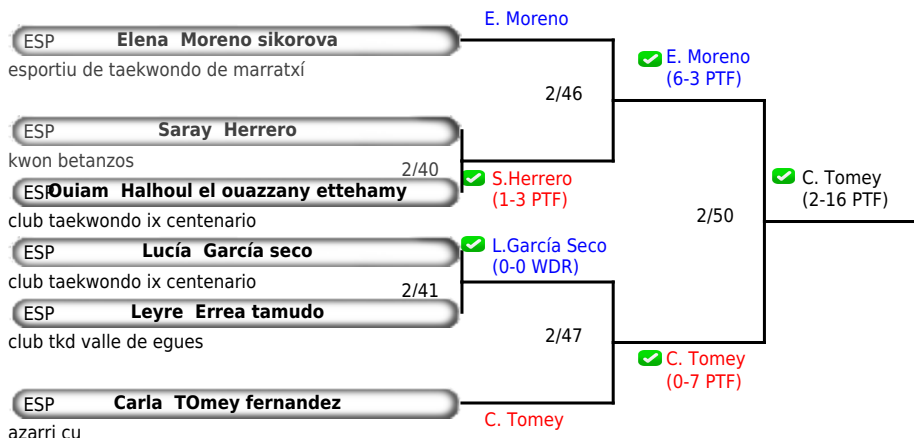 E. Moreno
ESP Elena Moreno sikorova
esportiu de taekwondo de marratxí
E. Moreno
(6-3 PTF)
2/46
ESP Saray Herrero
kwon betanzos
2/40
S.Herrero
(1-3 PTF)
C. Tomey
(2-16 PTF)
ESP Ouiam Halhoul el ouazzany ettehamy
club taekwondo ix centenario
2/50
ESP Lucía García seco
L.García Seco
(0-0 WDR)
club taekwondo ix centenario
2/41
ESP Leyre Errea tamudo
club tkd valle de egues
2/47
C. Tomey
(0-7 PTF)
ESP Carla TOmey fernandez
C. Tomey
azarri cu